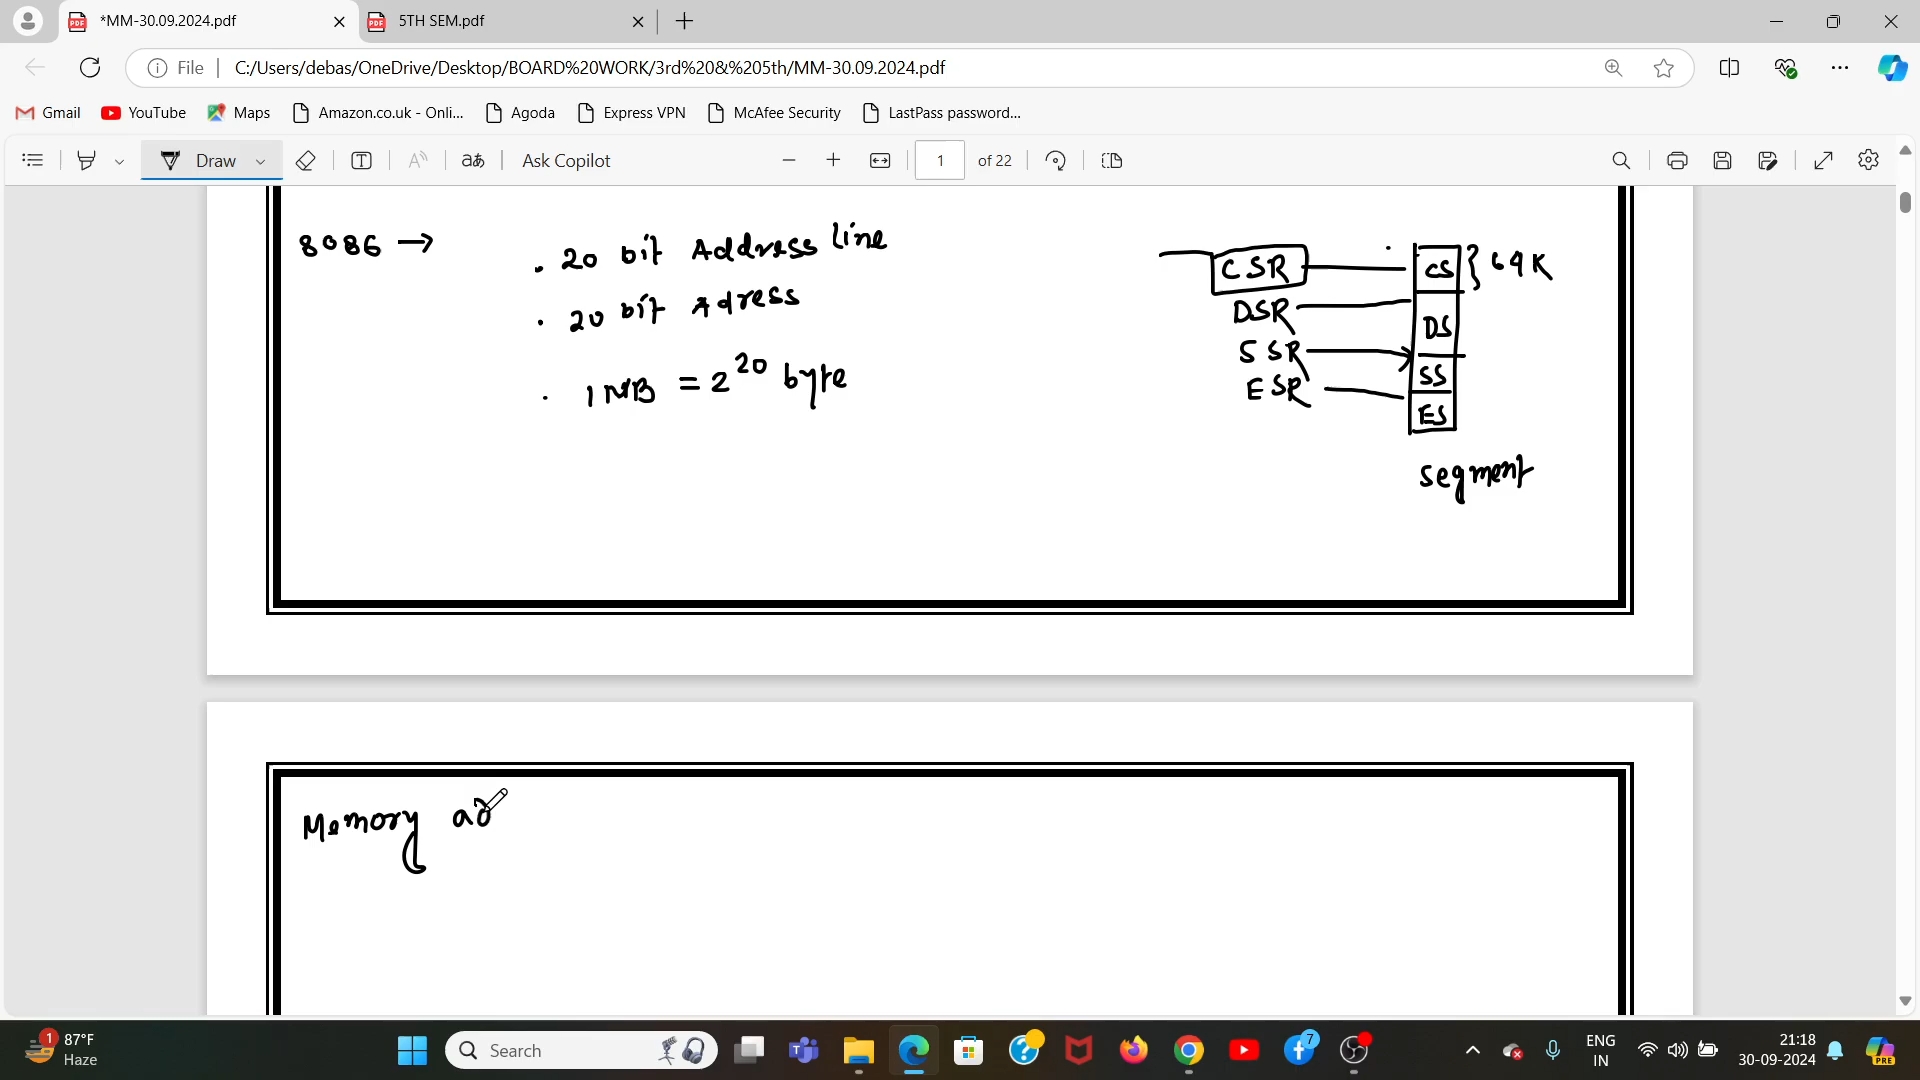 *MM-30.09.2024.pdf
5TH SEM.pdf
File
C:/Users/debas/OneDrive/Desktop/BOARD%20WORK/3rd%20&%205th/MM-30.09.2024.pdf
Gmail YouTube Maps Amazon.co.uk - Onli... Agoda Express VPN McAfee Security LastPass password...
Draw aあ Ask Copilot 1 of 22
8086 →
. 20 bit Address line
. 20 bit Adress
. 1 MB = 2^20 byte
CSR CS } 64K
DSR DS
SSR SS
ESR ES
segment
Memory ad
87°F
Haze
Search
ENG
IN
21:18
30-09-2024